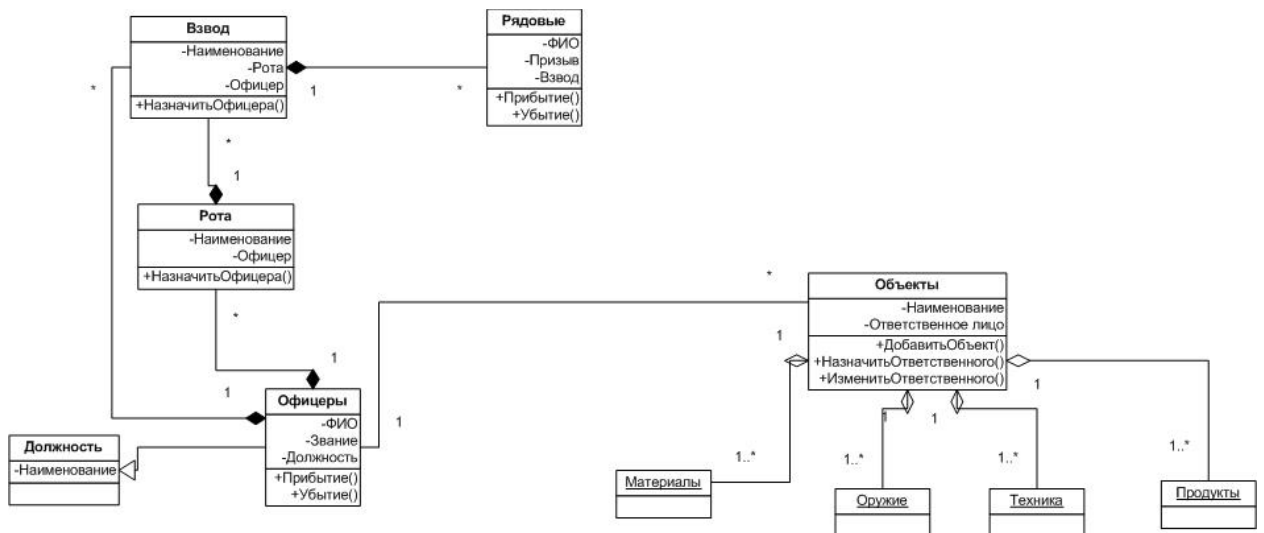 Взвод
-Наименование
-Рота
-Офицер
+НазначитьОфицера()
Рядовые
-ФИО
-Призыв
-Взвод
+Прибытие()
+Убытие()
*
1
*
*
1
Рота
-Наименование
-Офицер
+НазначитьОфицера()
*
1
1
Офицеры
-ФИО
-Звание
-Должность
+Прибытие()
+Убытие()
1
Должность
-Наименование
*
Объекты
-Наименование
-Ответственное лицо
+ДобавитьОбъект()
+НазначитьОтветственного()
+ИзменитьОтветственного()
1
1
1
1
1..*
1..*
1..*
1..*
Материалы
Оружие
Техника
Продукты